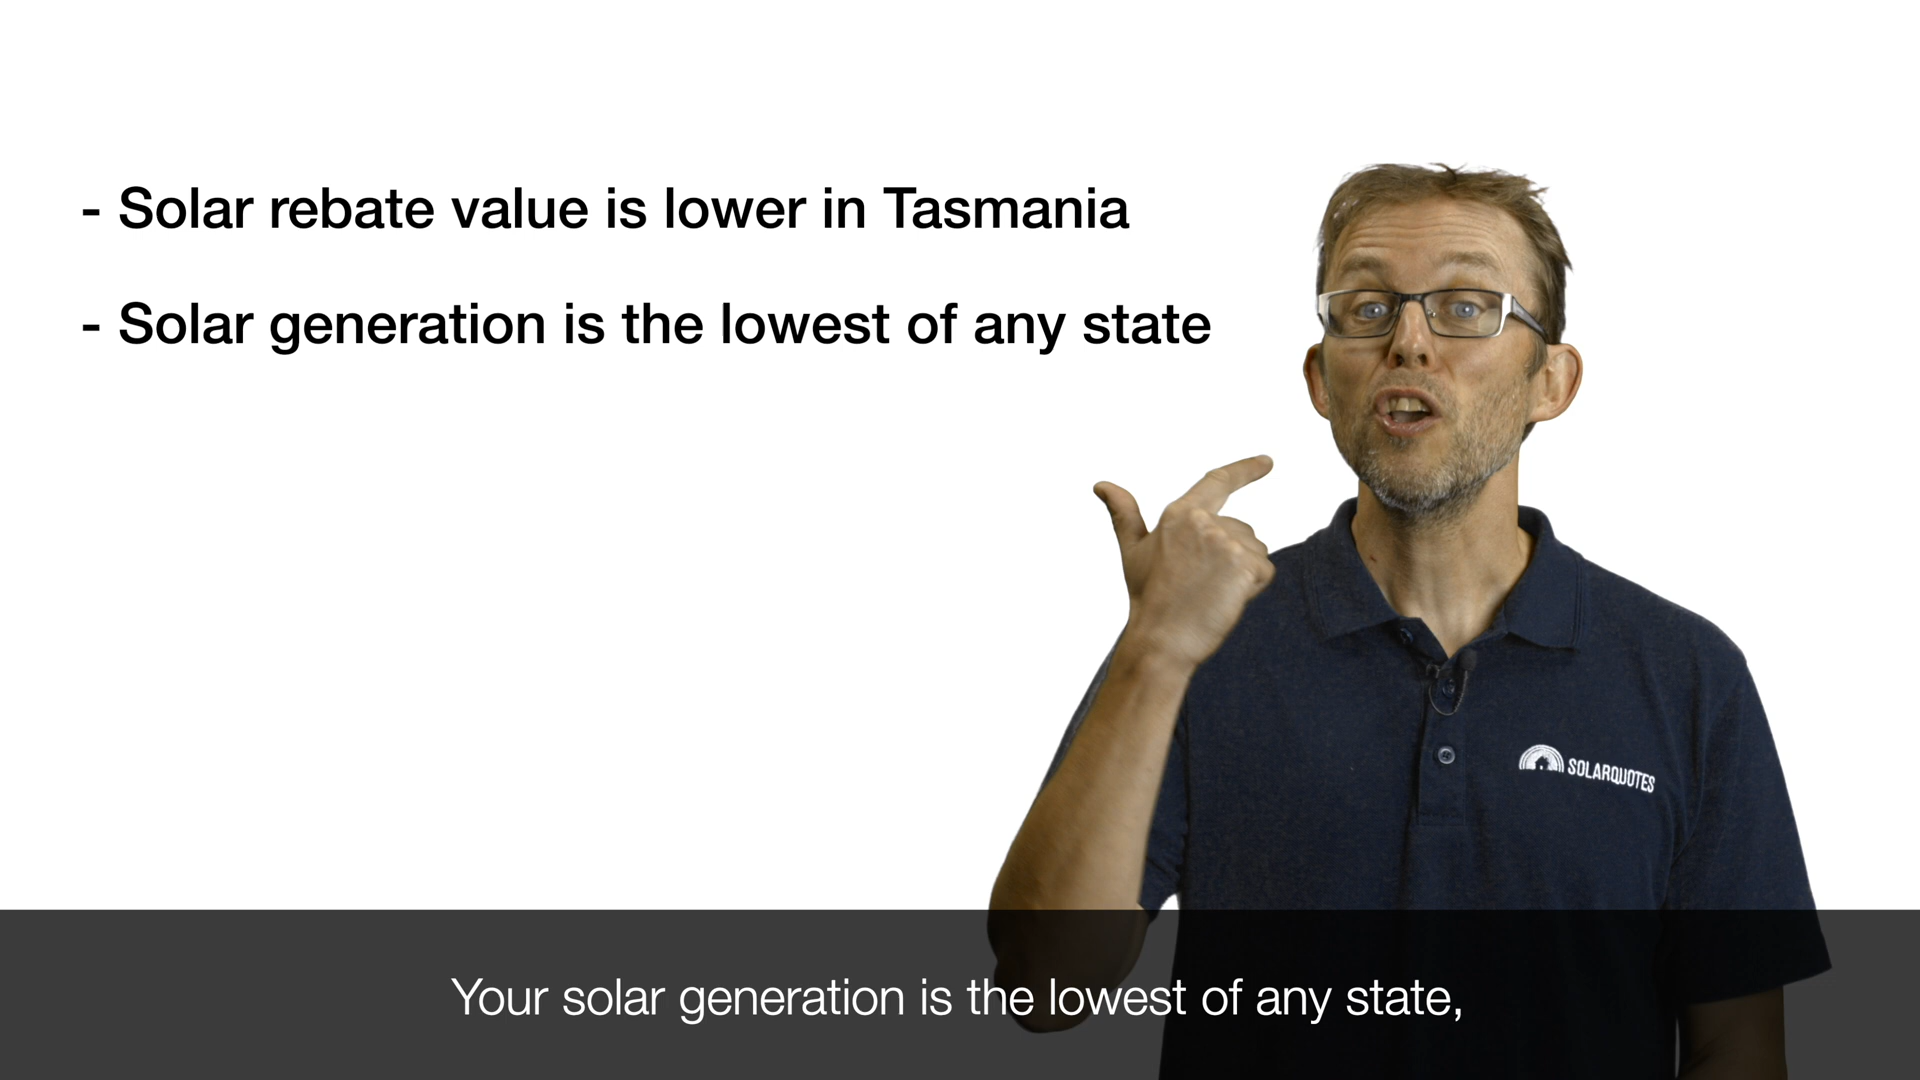 - Solar rebate value is lower in Tasmania
- Solar generation is the lowest of any state
SOLARQUOTES
Your solar generation is the lowest of any state,